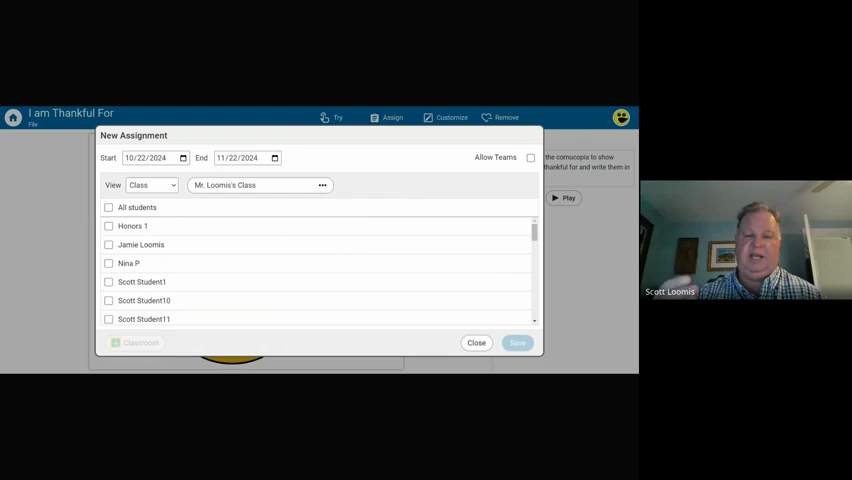 I am Thankful For
File
Try
Assign
Customize
Remove
New Assignment
Start 10/22/2024 End 11/22/2024
Allow Teams
View Class Mr. Loomis's Class •••
All students
Honors 1
Jamie Loomis
Nina P
Scott Student1
Scott Student10
Scott Student11
Classroom
Close
Save
the cornucopia to show
thankful for and write them in
Play
Scott Loomis